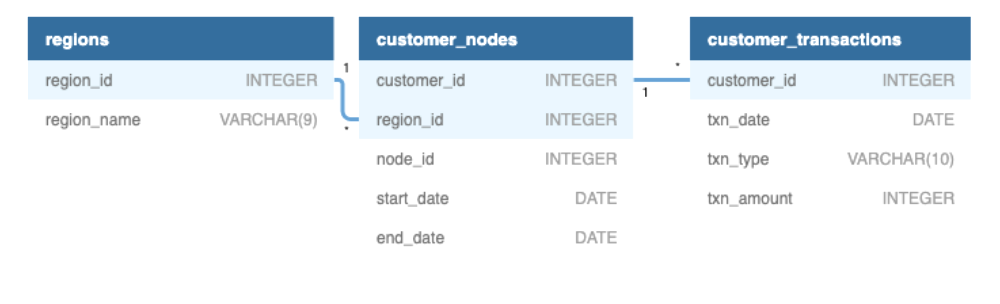 regions
region_id INTEGER
region_name VARCHAR(9)
1
*
customer_nodes
customer_id INTEGER
region_id INTEGER
node_id INTEGER
start_date DATE
end_date DATE
1
*
customer_transactions
customer_id INTEGER
txn_date DATE
txn_type VARCHAR(10)
txn_amount INTEGER